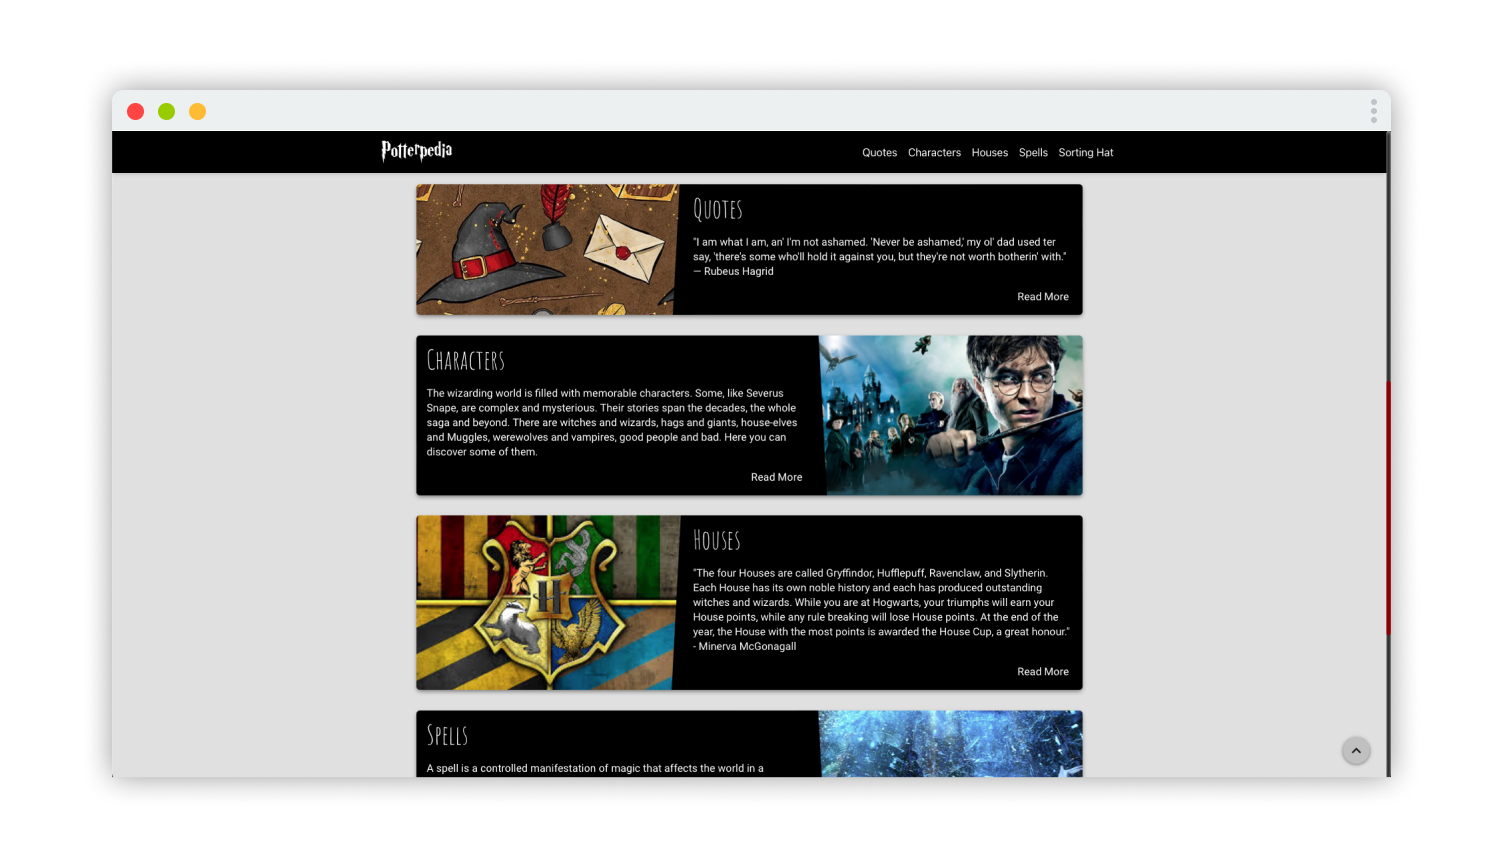 Potterpedia
Quotes Characters Houses Spells Sorting Hat
Quotes
"I am what I am, an' I'm not ashamed. 'Never be ashamed,' my ol' dad used ter
say, 'there's some who'll hold it against you, but they're not worth botherin' with."
— Rubeus Hagrid
Read More
Characters
The wizarding world is filled with memorable characters. Some, like Severus
Snape, are complex and mysterious. Their stories span the decades, the whole
saga and beyond. There are witches and wizards, hags and giants, house-elves
and Muggles, werewolves and vampires, good people and bad. Here you can
discover some of them.
Read More
H
Houses
"The four Houses are called Gryffindor, Hufflepuff, Ravenclaw, and Slytherin.
Each House has its own noble history and each has produced outstanding
witches and wizards. While you are at Hogwarts, your triumphs will earn your
House points, while any rule breaking will lose House points. At the end of the
year, the House with the most points is awarded the House Cup, a great honour."
- Minerva McGonagall
Read More
Spells
A spell is a controlled manifestation of magic that affects the world in a